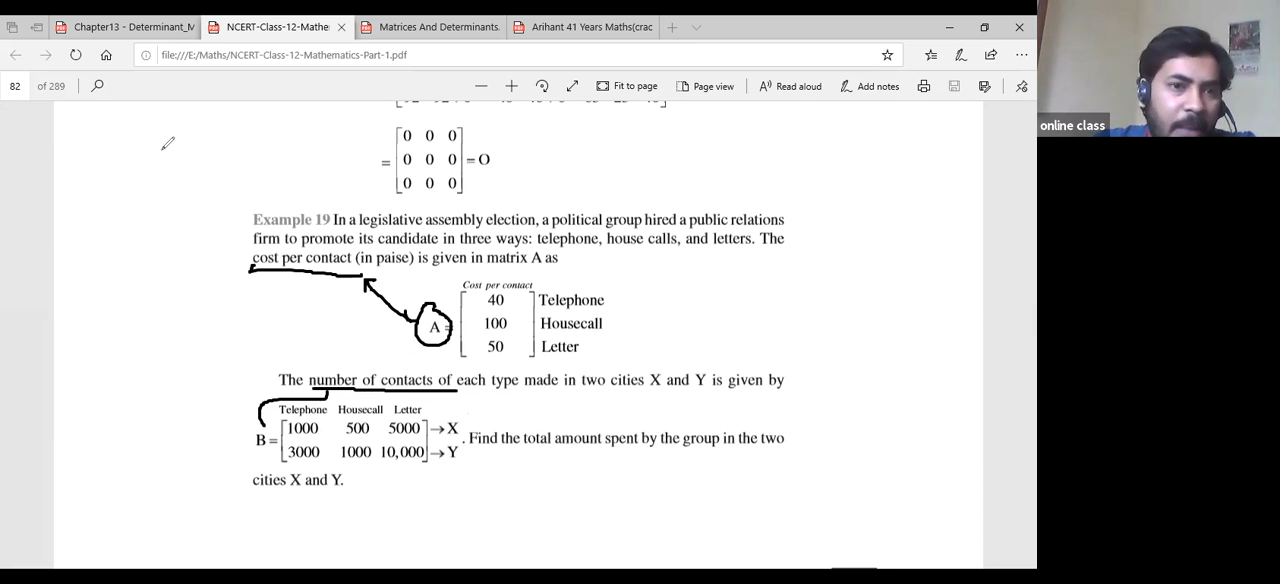 Chapter13 - Determinant_M
NCERT-Class-12-Mathe
Matrices And Determinants.
Arihant 41 Years Maths(crac
file:///E:/Maths/NCERT-Class-12-Mathematics-Part-1.pdf
82 of 289
Fit to page
Page view
Read aloud
Add notes
online class
[0 0 0]
= [0 0 0] = O
[0 0 0]
Example 19 In a legislative assembly election, a political group hired a public relations
firm to promote its candidate in three ways: telephone, house calls, and letters. The
cost per contact (in paise) is given in matrix A as
Cost per contact
40 Telephone
A = 100 Housecall
50 Letter
The number of contacts of each type made in two cities X and Y is given by
Telephone Housecall Letter
1000 500 5000 → X
B = . Find the total amount spent by the group in the two
3000 1000 10,000 → Y
cities X and Y.